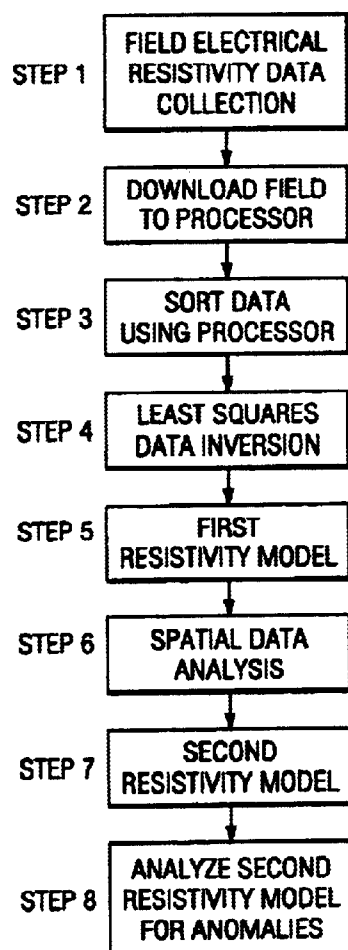 STEP 1
FIELD ELECTRICAL
RESISTIVITY DATA
COLLECTION
STEP 2
DOWNLOAD FIELD
TO PROCESSOR
STEP 3
SORT DATA
USING PROCESSOR
STEP 4
LEAST SQUARES
DATA INVERSION
STEP 5
FIRST
RESISTIVITY MODEL
STEP 6
SPATIAL DATA
ANALYSIS
STEP 7
SECOND
RESISTIVITY MODEL
STEP 8
ANALYZE SECOND
RESISTIVITY MODEL
FOR ANOMALIES